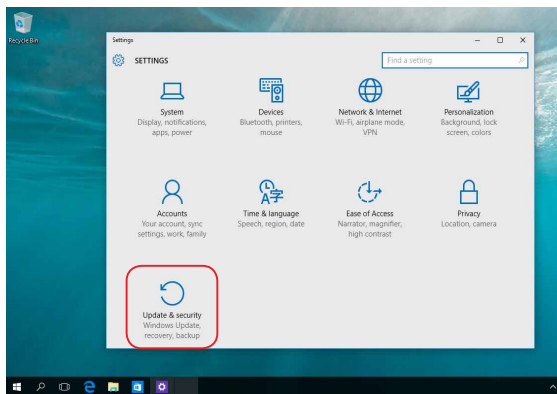 Recycle Bin
Settings
SETTINGS
Find a setting
System
Display, notifications,
apps, power
Devices
Bluetooth, printers,
mouse
Network & Internet
Wi-Fi, airplane mode,
VPN
Personalization
Background, lock
screen, colors
Accounts
Your account, sync
settings, work, family
Time & language
Speech, region, date
Ease of Access
Narrator, magnifier,
high contrast
Privacy
Location, camera
Update & security
Windows Update,
recovery, backup